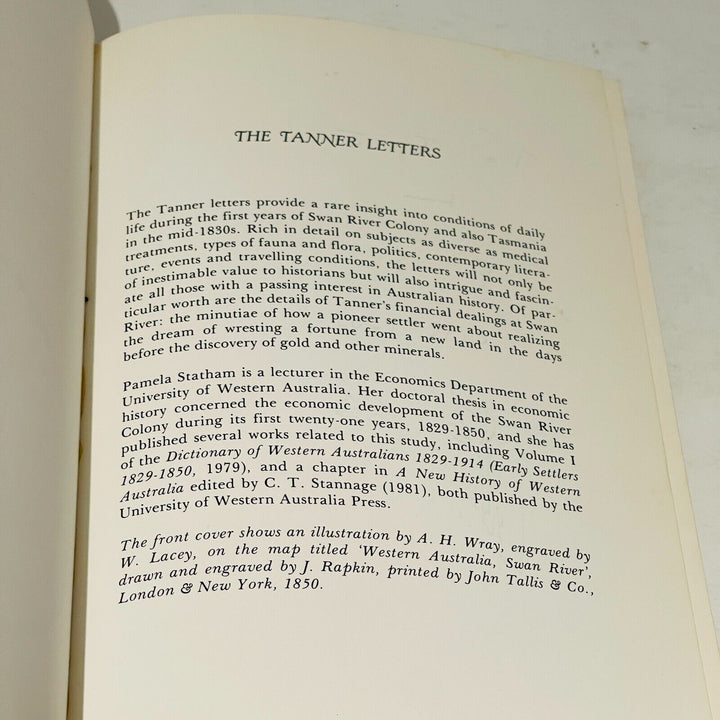 THE TANNER LETTERS
The Tanner letters provide a rare insight into conditions of daily
life during the first years of Swan River Colony and also Tasmania
in the mid-1830s. Rich in detail on subjects as diverse as medical
treatments, types of fauna and flora, politics, contemporary litera-
ture, events and travelling conditions, the letters will not only be
of inestimable value to historians but will also intrigue and fascin-
ate all those with a passing interest in Australian history. Of par-
ticular worth are the details of Tanner's financial dealings at Swan
River: the minutiae of how a pioneer settler went about realizing
the dream of wresting a fortune from a new land in the days
before the discovery of gold and other minerals.
Pamela Statham is a lecturer in the Economics Department of the
University of Western Australia. Her doctoral thesis in economic
history concerned the economic development of the Swan River
Colony during its first twenty-one years, 1829-1850, and she has
published several works related to this study, including Volume I
of the Dictionary of Western Australians 1829-1914 (Early Settlers
1829-1850, 1979), and a chapter in A New History of Western
Australia edited by C. T. Stannage (1981), both published by the
University of Western Australia Press.
The front cover shows an illustration by A. H. Wray, engraved by
W. Lacey, on the map titled 'Western Australia, Swan River',
drawn and engraved by J. Rapkin, printed by John Tallis & Co.,
London & New York, 1850.